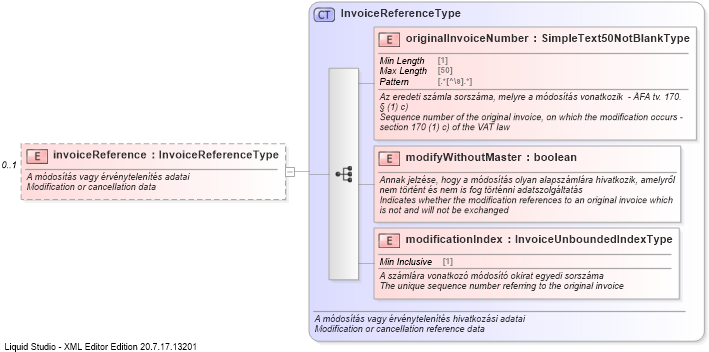 CT InvoiceReferenceType
E originalInvoiceNumber : SimpleText50NotBlankType
Min Length [1]
Max Length [50]
Pattern [.*[^\s].*]
Az eredeti számla sorszáma, melyre a módosítás vonatkozik - ÁFA tv. 170.
§ (1) c)
Sequence number of the original invoice, on which the modification occurs -
section 170 (1) c) of the VAT law
0..1
E invoiceReference : InvoiceReferenceType
A módosítás vagy érvénytelenítés adatai
Modification or cancellation data
E modifyWithoutMaster : boolean
Annak jelzése, hogy a módosítás olyan alapszámlára hivatkozik, amelyről
nem történt és nem is fog történni adatszolgáltatás
Indicates whether the modification references to an original invoice which
is not and will not be exchanged
E modificationIndex : InvoiceUnboundedIndexType
Min Inclusive [1]
A számlára vonatkozó módosító okirat egyedi sorszáma
The unique sequence number referring to the original invoice
A módosítás vagy érvénytelenítés hivatkozási adatai
Modification or cancellation reference data
Liquid Studio - XML Editor Edition 20.7.17.13201